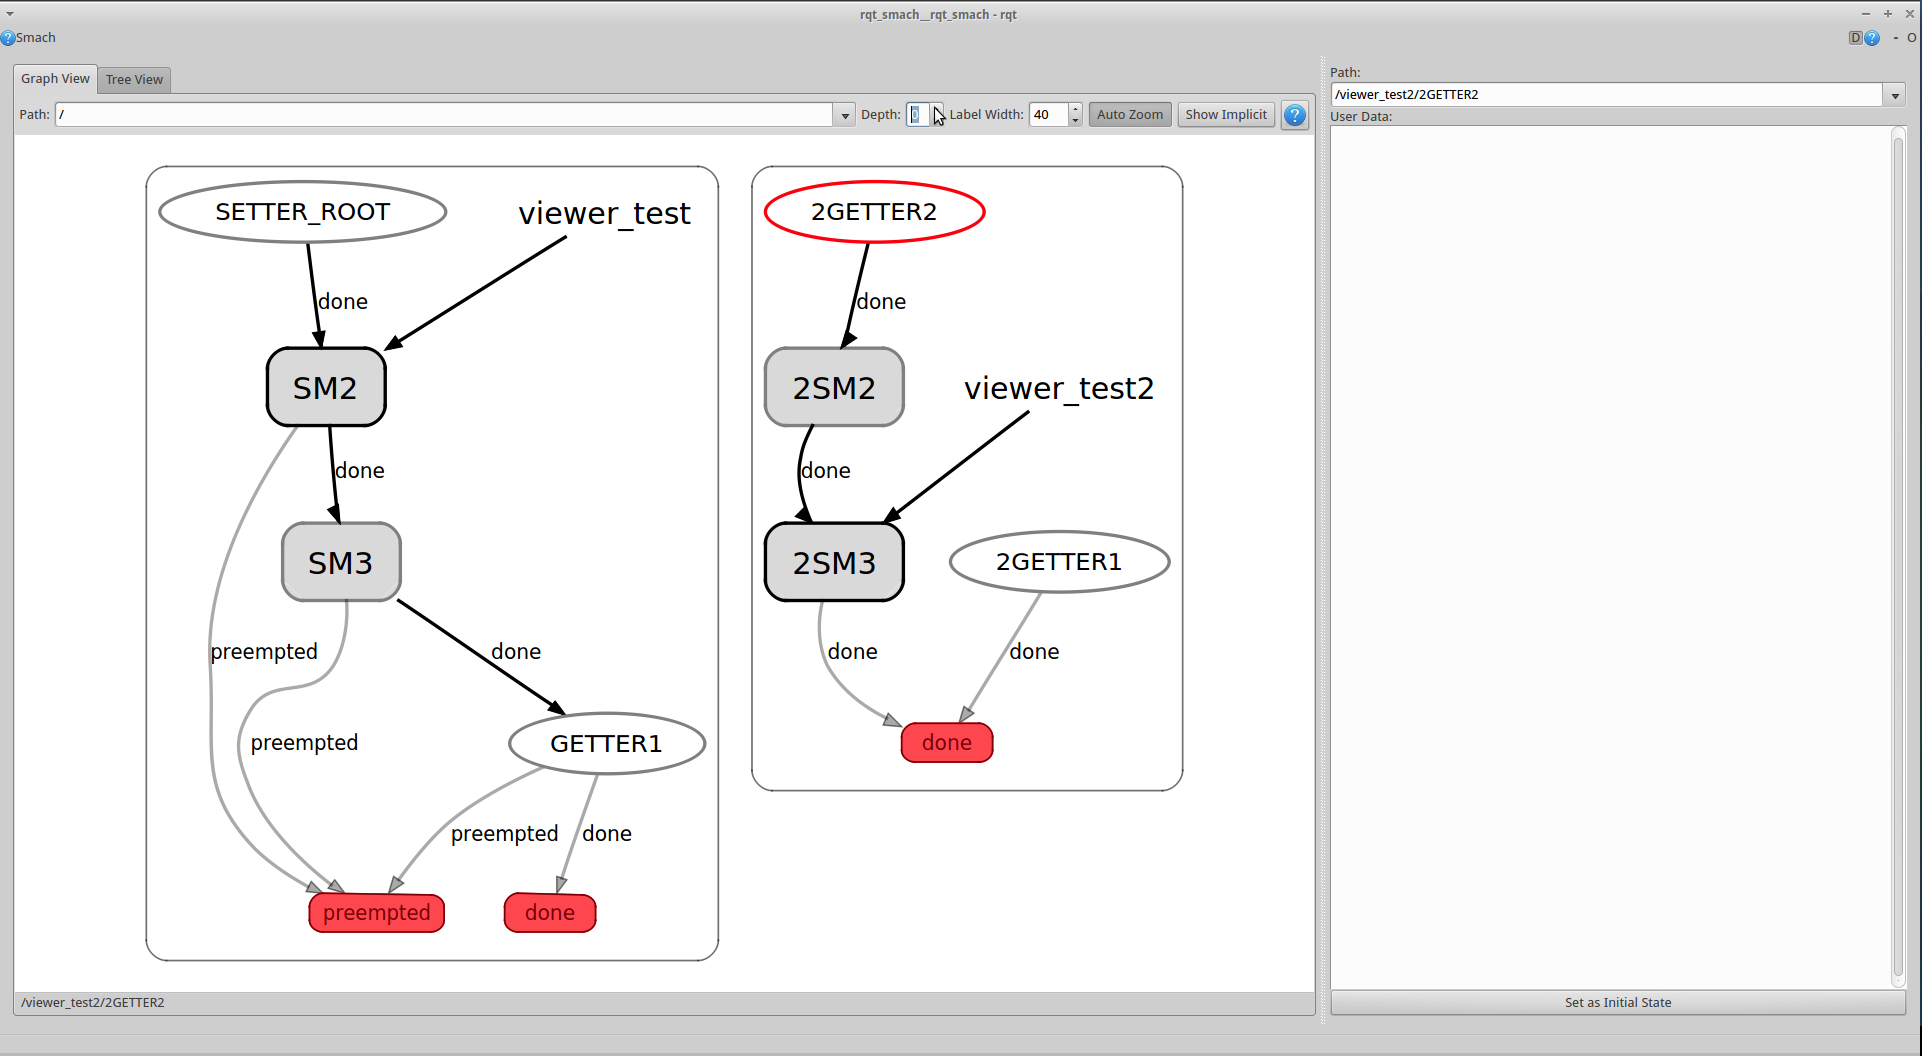 rqt_smach__rqt_smach - rqt
Smach
D ? - O
Graph View Tree View
Path: / Depth: 0 Label Width: 40 Auto Zoom Show Implicit ?
SETTER_ROOT
viewer_test
done
SM2
done
SM3
preempted
done
preempted
GETTER1
preempted
done
preempted
done
2GETTER2
done
2SM2
viewer_test2
done
2SM3
2GETTER1
done
done
done
/viewer_test2/2GETTER2
Path:
/viewer_test2/2GETTER2
User Data:
Set as Initial State